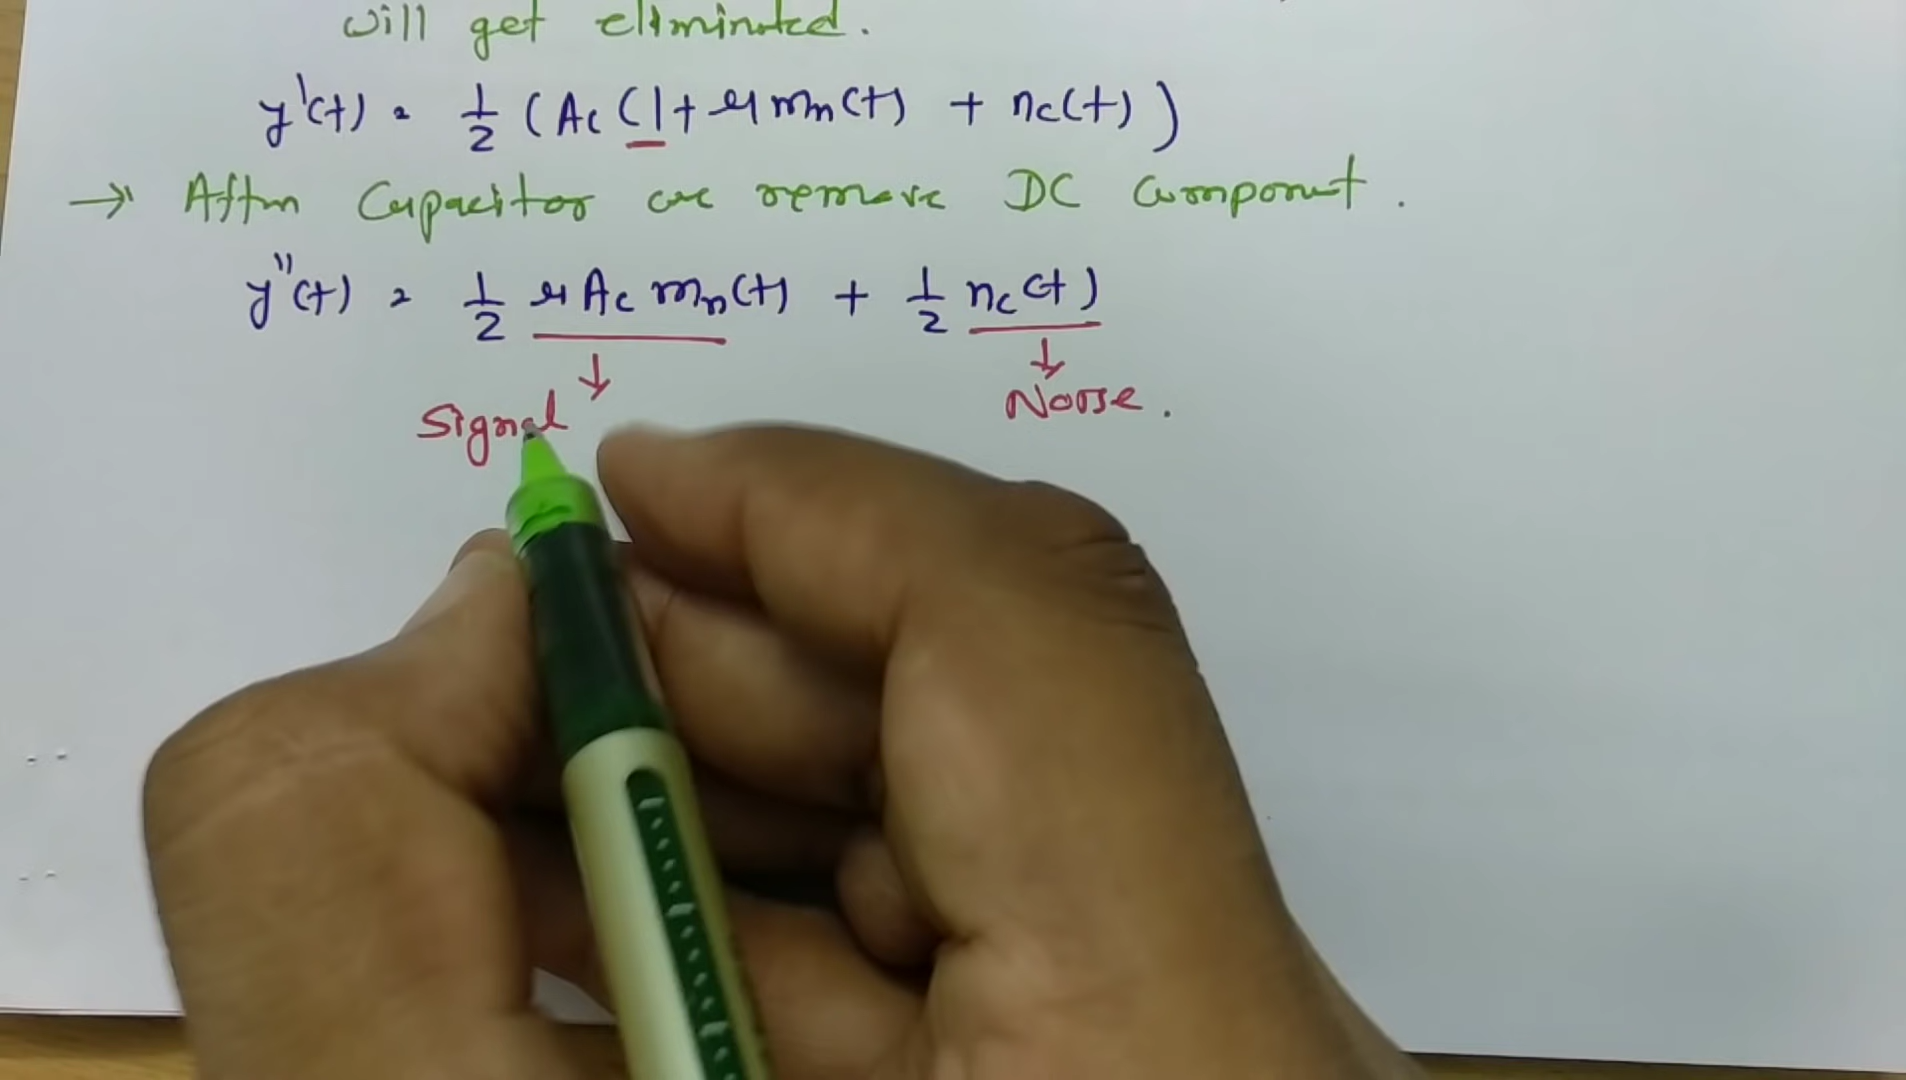 will get eliminated.
y'(t) = 1/2 (Ac (1 + μ mn(t) + nc(t))
→ After Capacitor we remove DC component.
y''(t) = 1/2 μ Ac mn(t) + 1/2 nc(t)
↓ ↓
Signal Noise.